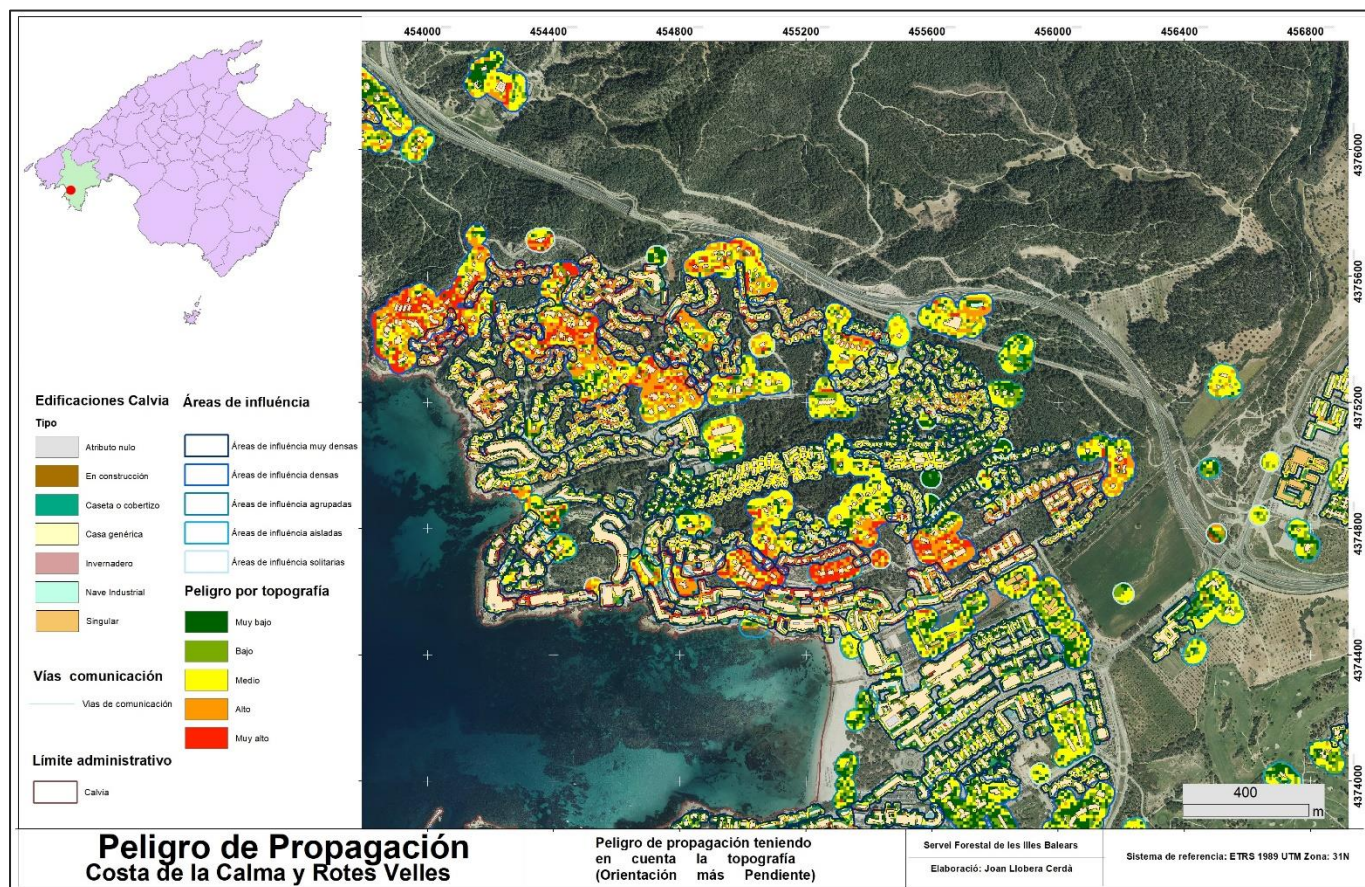 454000 454400 454800 455200 455600 456000 456400 456800
4376000
4375600
4375200
4374800
4374400
4374000
Edificaciones Calvia
Tipo
Atributo nulo
En construcción
Caseta o cobertizo
Casa genérica
Invernadero
Nave Industrial
Singular
Vías comunicación
Vias de comunicación
Límite administrativo
Calvia
Áreas de influéncia
Áreas de influéncia muy densas
Áreas de influéncia densas
Áreas de influéncia agrupadas
Áreas de influéncia aisladas
Áreas de influéncia solitarias
Peligro por topografía
Muy bajo
Bajo
Medio
Alto
Muy alto
400
m
Peligro de Propagación
Costa de la Calma y Rotes Velles
Peligro de propagación teniendo
en cuenta la topografía
(Orientación más Pendiente)
Servei Forestal de les Illes Balears
Elaboració: Joan Llobera Cerdà
Sistema de referencia: ETRS 1989 UTM Zona: 31N